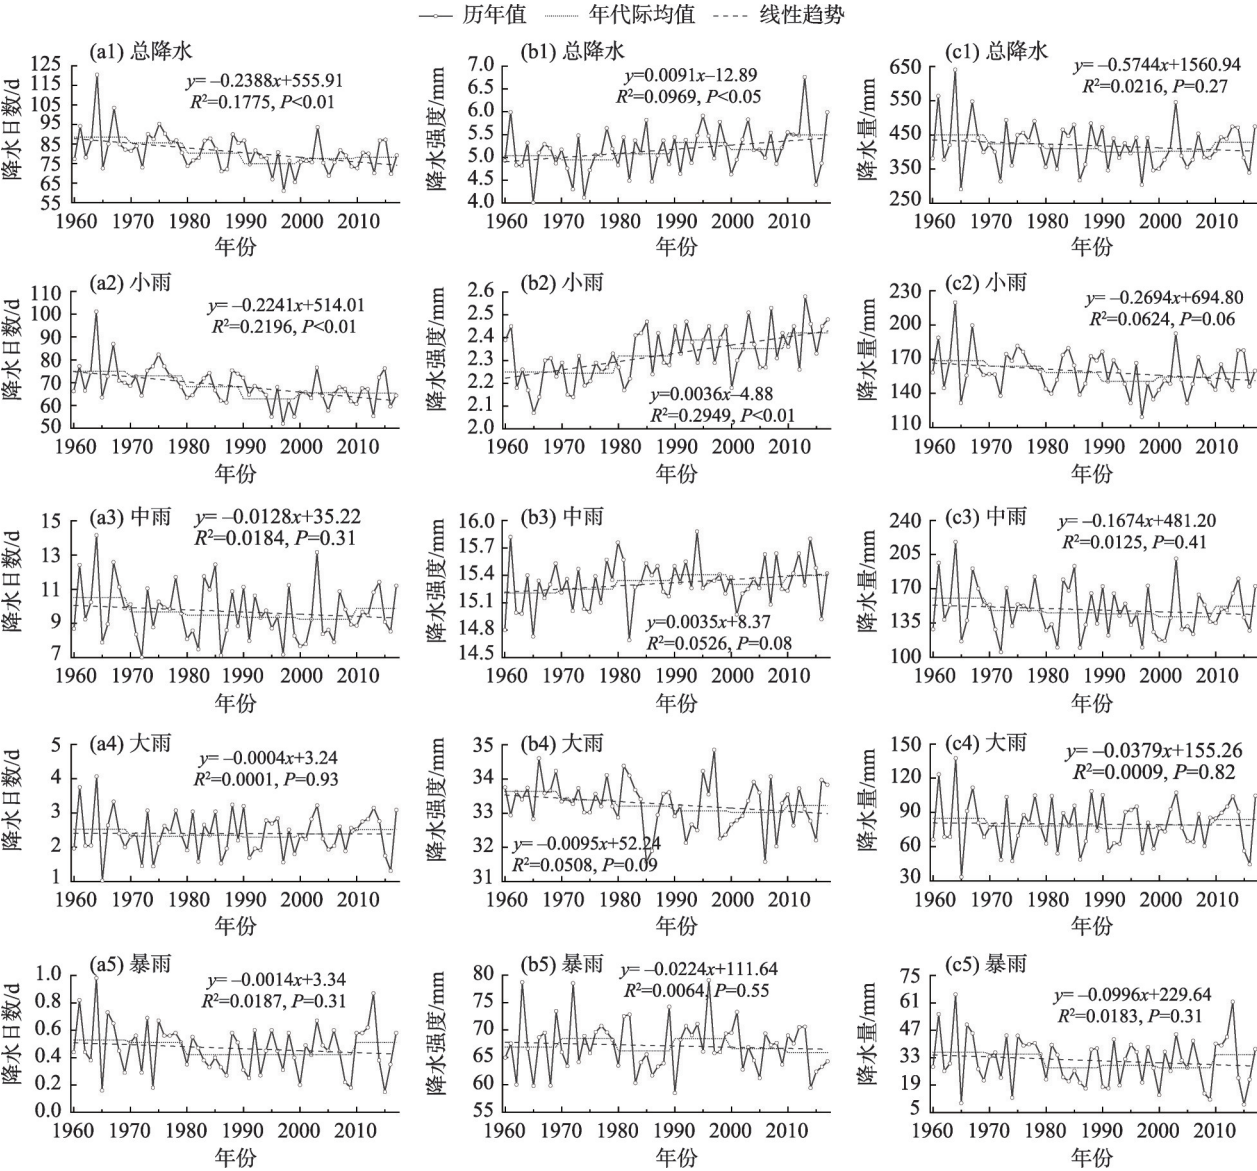 历年值 年代际均值 线性趋势
(a1) 总降水
y= –0.2388x+555.91
R²=0.1775, P<0.01
降水日数/d
125
115
105
95
85
75
65
55
1960 1970 1980 1990 2000 2010
年份
(b1) 总降水
y=0.0091x–12.89
R²=0.0969, P<0.05
降水强度/mm
7.0
6.5
6.0
5.5
5.0
4.5
4.0
1960 1970 1980 1990 2000 2010
年份
(c1) 总降水
y= –0.5744x+1560.94
R²=0.0216, P=0.27
降水量/mm
650
550
450
350
250
1960 1970 1980 1990 2000 2010
年份
(a2) 小雨
y= –0.2241x+514.01
R²=0.2196, P<0.01
降水日数/d
110
100
90
80
70
60
50
1960 1970 1980 1990 2000 2010
年份
(b2) 小雨
y=0.0036x–4.88
R²=0.2949, P<0.01
降水强度/mm
2.6
2.5
2.4
2.3
2.2
2.1
2.0
1960 1970 1980 1990 2000 2010
年份
(c2) 小雨
y= –0.2694x+694.80
R²=0.0624, P=0.06
降水量/mm
230
200
170
140
110
1960 1970 1980 1990 2000 2010
年份
(a3) 中雨
y= –0.0128x+35.22
R²=0.0184, P=0.31
降水日数/d
15
13
11
9
7
1960 1970 1980 1990 2000 2010
年份
(b3) 中雨
y=0.0035x+8.37
R²=0.0526, P=0.08
降水强度/mm
16.0
15.7
15.4
15.1
14.8
14.5
1960 1970 1980 1990 2000 2010
年份
(c3) 中雨
y= –0.1674x+481.20
R²=0.0125, P=0.41
降水量/mm
240
205
170
135
100
1960 1970 1980 1990 2000 2010
年份
(a4) 大雨
y= –0.0004x+3.24
R²=0.0001, P=0.93
降水日数/d
5
4
3
2
1
1960 1970 1980 1990 2000 2010
年份
(b4) 大雨
y= –0.0095x+52.24
R²=0.0508, P=0.09
降水强度/mm
35
34
33
32
31
1960 1970 1980 1990 2000 2010
年份
(c4) 大雨
y= –0.0379x+155.26
R²=0.0009, P=0.82
降水量/mm
150
120
90
60
30
1960 1970 1980 1990 2000 2010
年份
(a5) 暴雨
y= –0.0014x+3.34
R²=0.0187, P=0.31
降水日数/d
1.0
0.8
0.6
0.4
0.2
0.0
1960 1970 1980 1990 2000 2010
年份
(b5) 暴雨
y= –0.0224x+111.64
R²=0.0064, P=0.55
降水强度/mm
80
75
70
65
60
55
1960 1970 1980 1990 2000 2010
年份
(c5) 暴雨
y= –0.0996x+229.64
R²=0.0183, P=0.31
降水量/mm
75
61
47
33
19
5
1960 1970 1980 1990 2000 2010
年份